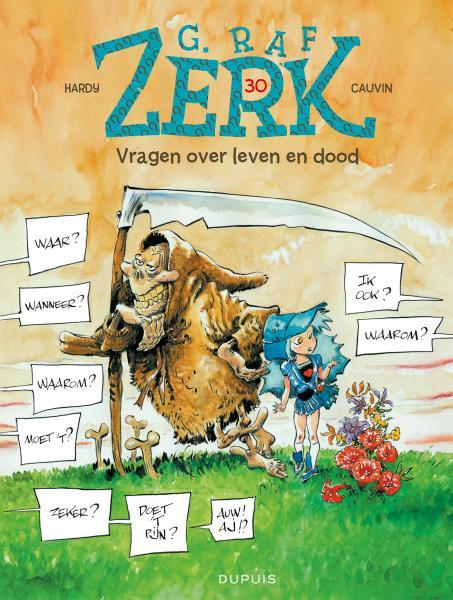 G. RAF
HARDY
ZERK
30
CAUVIN
Vragen over leven en dood
WAAR?
WANNEER?
WAAROM?
MOET 'T?
ZEKER?
DOET
'T
PIJN?
AUW!
AJ!?
IK
OOK?
WAAROM?
DUPUIS